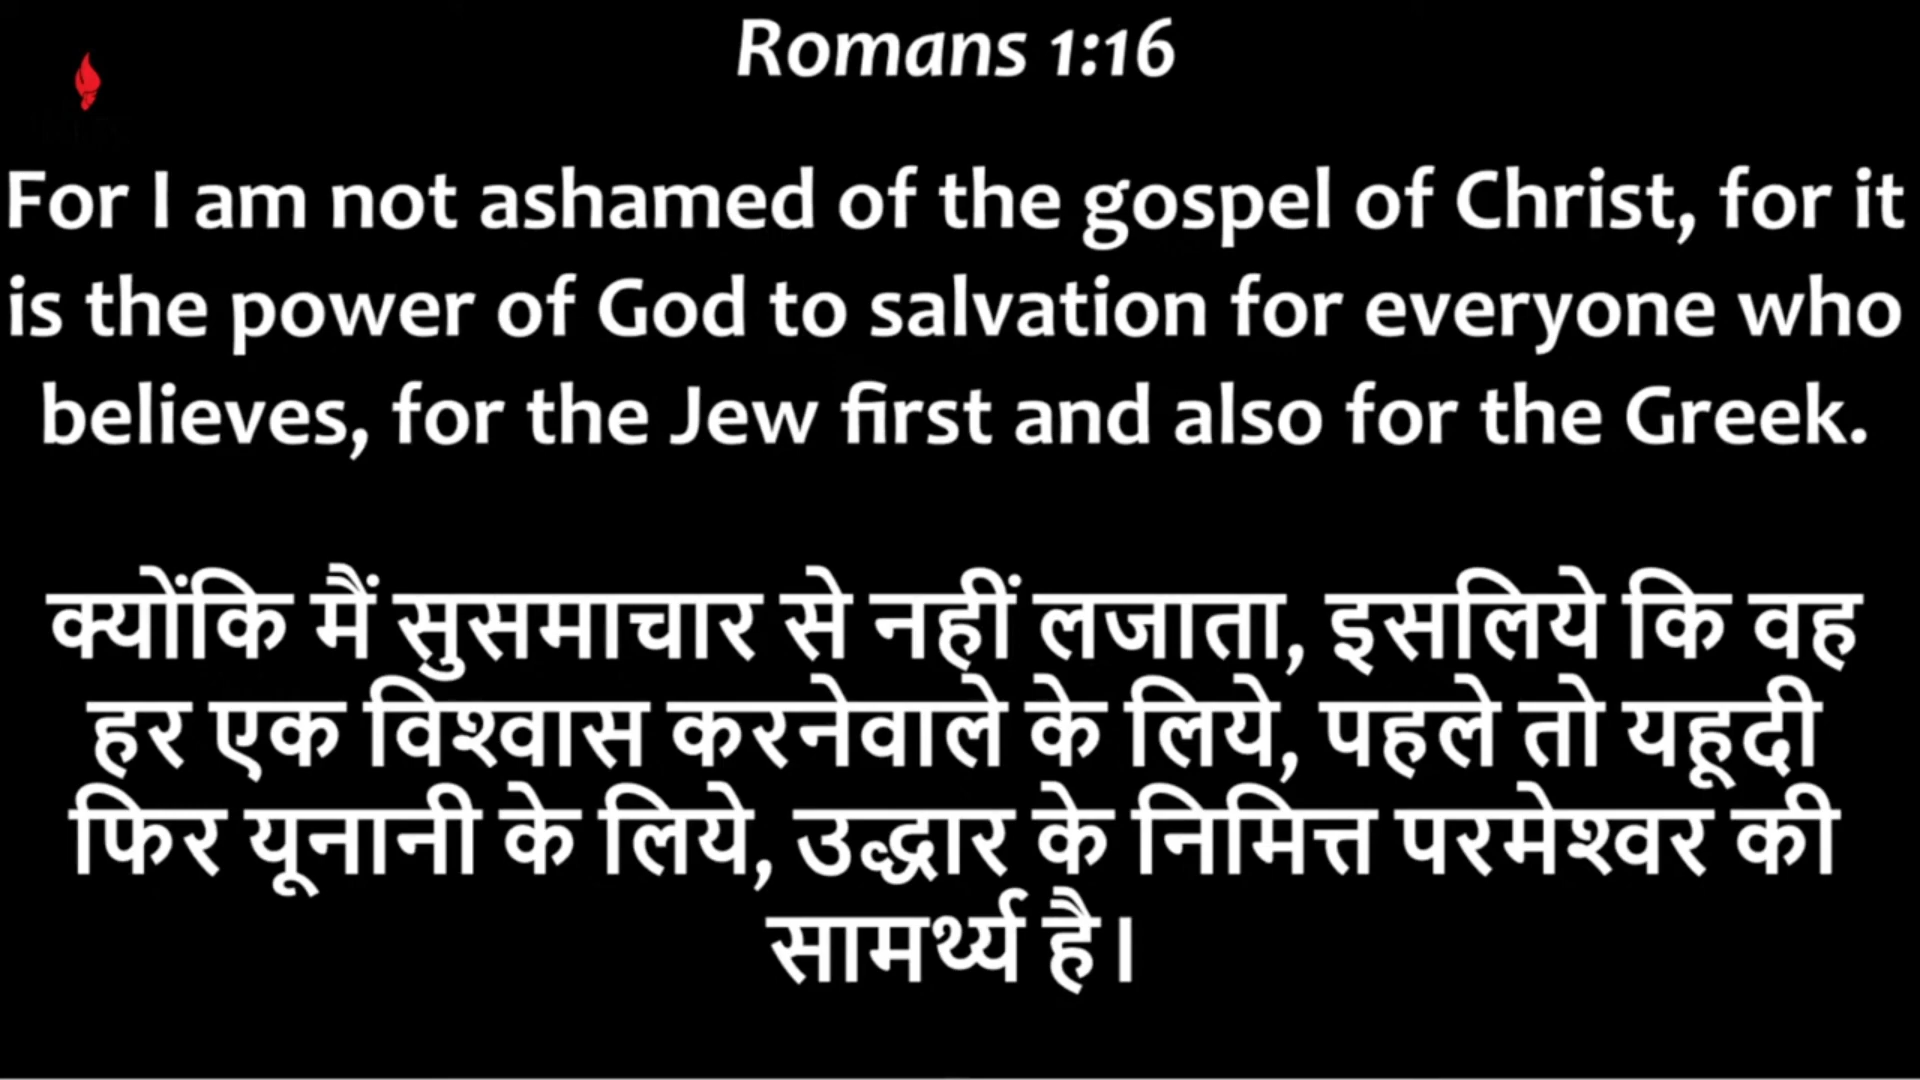 Romans 1:16
For I am not ashamed of the gospel of Christ, for it
is the power of God to salvation for everyone who
believes, for the Jew first and also for the Greek.
क्योंकि मैं सुसमाचार से नहीं लजाता, इसलिये कि वह
हर एक विश्वास करनेवाले के लिये, पहले तो यहूदी
फिर यूनानी के लिये, उद्धार के निमित्त परमेश्वर की
सामर्थ्य है।